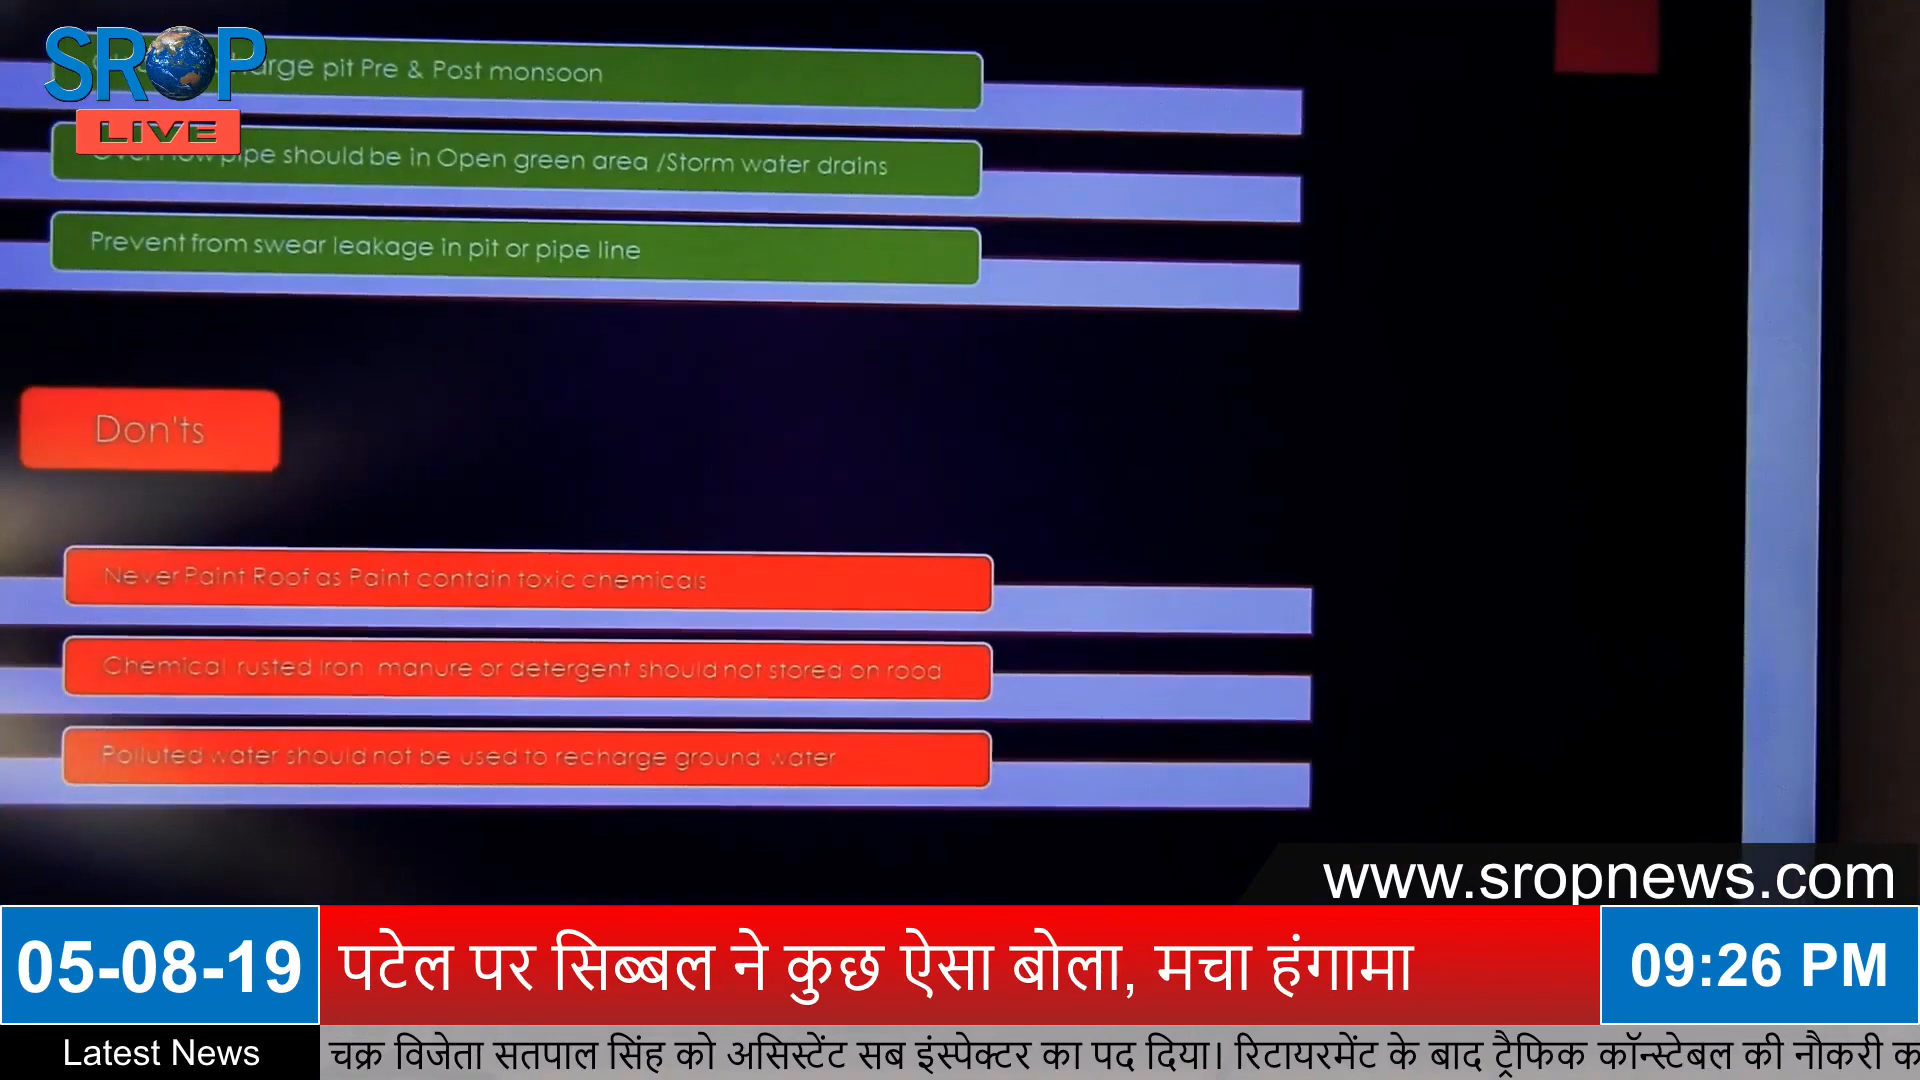 SROP
LIVE
arge pit Pre & Post monsoon
pipe should be in Open green area /Storm water drains
Prevent from swear leakage in pit or pipe line
Don'ts
Never Paint Roof as Paint contain toxic chemicals
Chemical rusted Iron manure or detergent should not stored on rood
Polluted water should not be used to recharge ground water
www.sropnews.com
05-08-19
पटेल पर सिब्बल ने कुछ ऐसा बोला, मचा हंगामा
09:26 PM
Latest News
चक्र विजेता सतपाल सिंह को असिस्टेंट सब इंस्पेक्टर का पद दिया। रिटायरमेंट के बाद ट्रैफिक कॉन्स्टेबल की नौकरी क